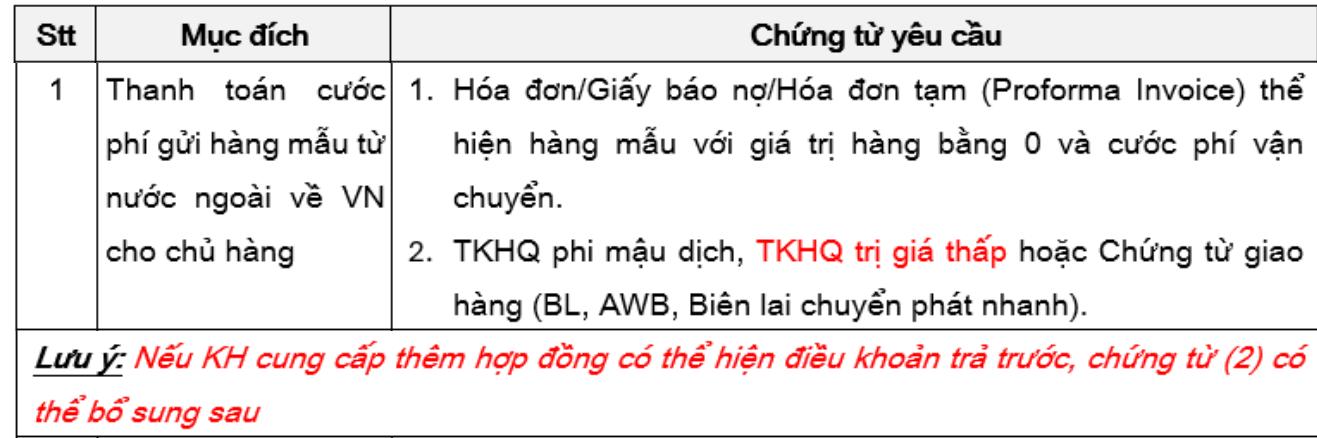 Stt Mục đích Chứng từ yêu cầu
1 Thanh toán cước phí gửi hàng mẫu từ nước ngoài về VN cho chủ hàng
1. Hóa đơn/Giấy báo nợ/Hóa đơn tạm (Proforma Invoice) thể
hiện hàng mẫu với giá trị hàng bằng 0 và cước phí vận
chuyển.
2. TKHQ phi mậu dịch, TKHQ trị giá thấp hoặc Chứng từ giao
hàng (BL, AWB, Biên lai chuyển phát nhanh).
Lưu ý: Nếu KH cung cấp thêm hợp đồng có thể hiện điều khoản trả trước, chứng từ (2) có
thể bổ sung sau